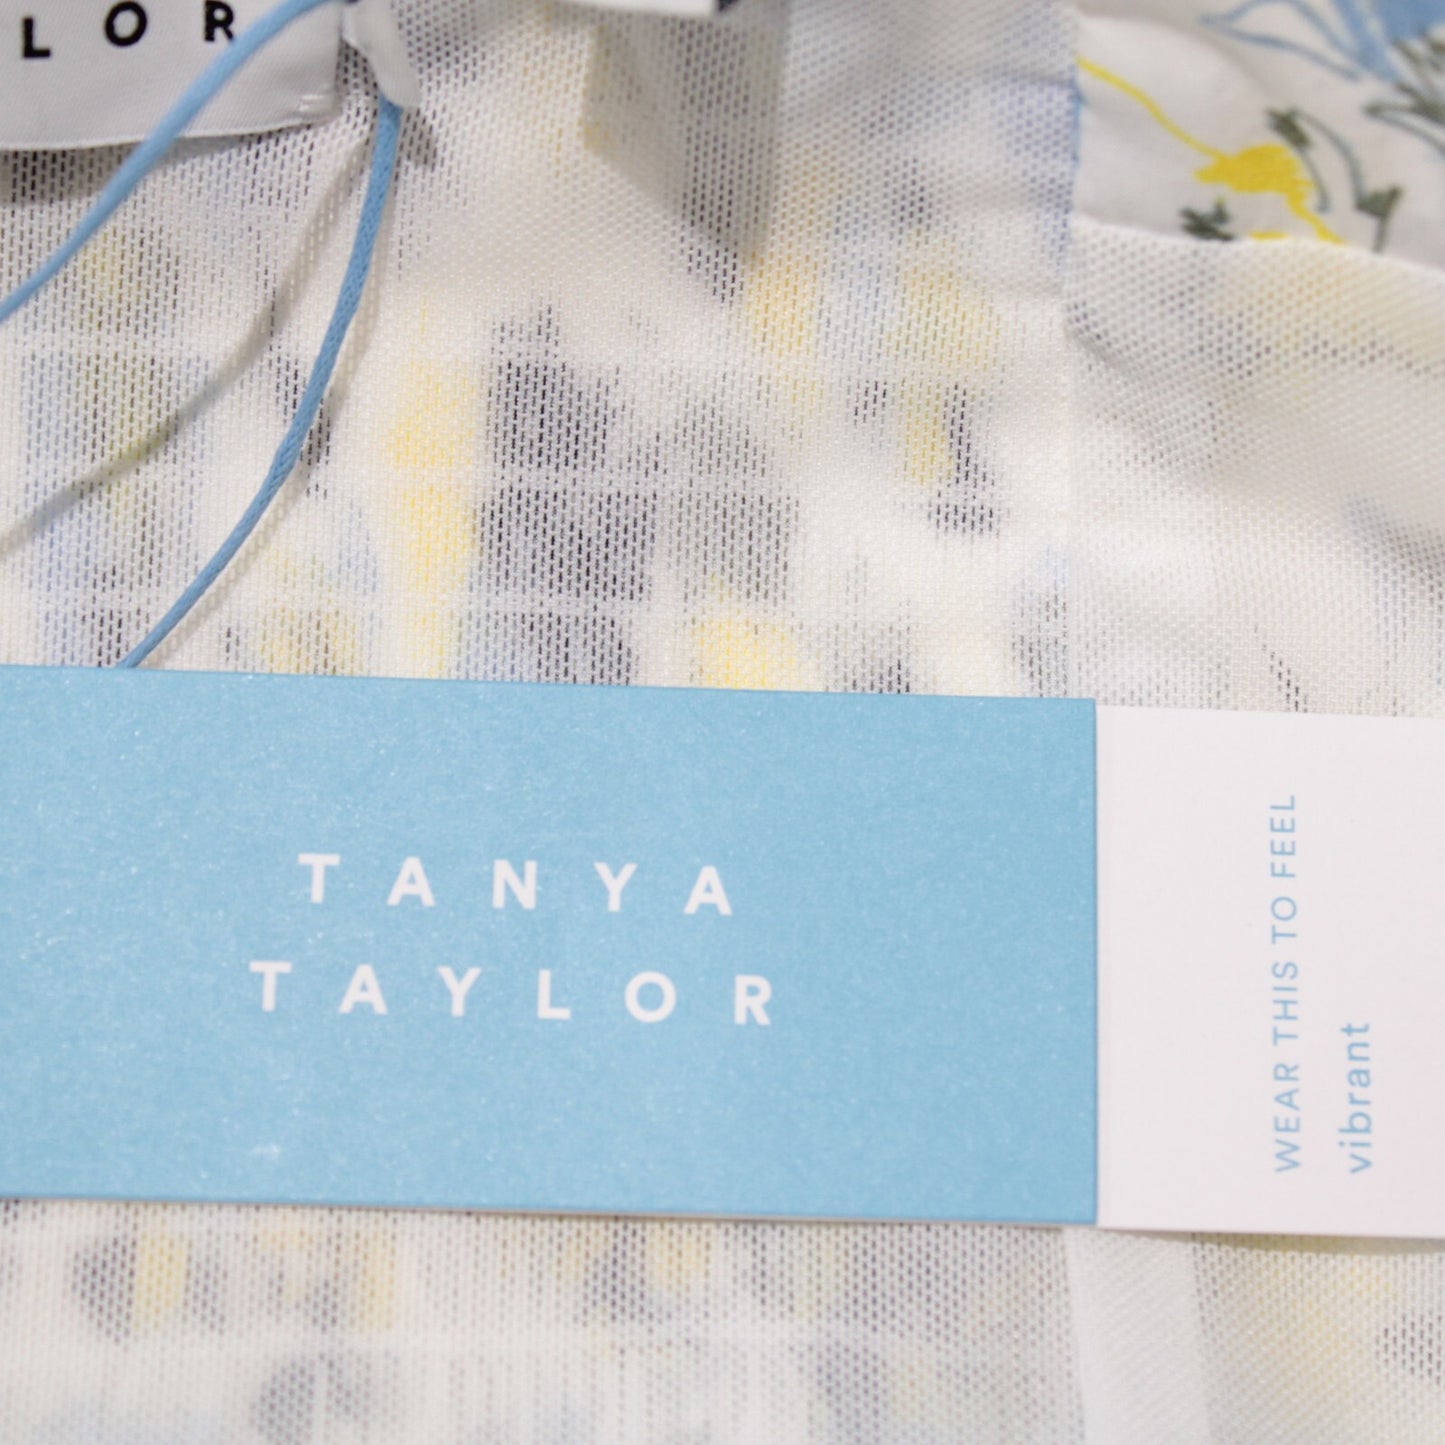 LOR
TANYA
TAYLOR
WEAR THIS TO FEEL
vibrant